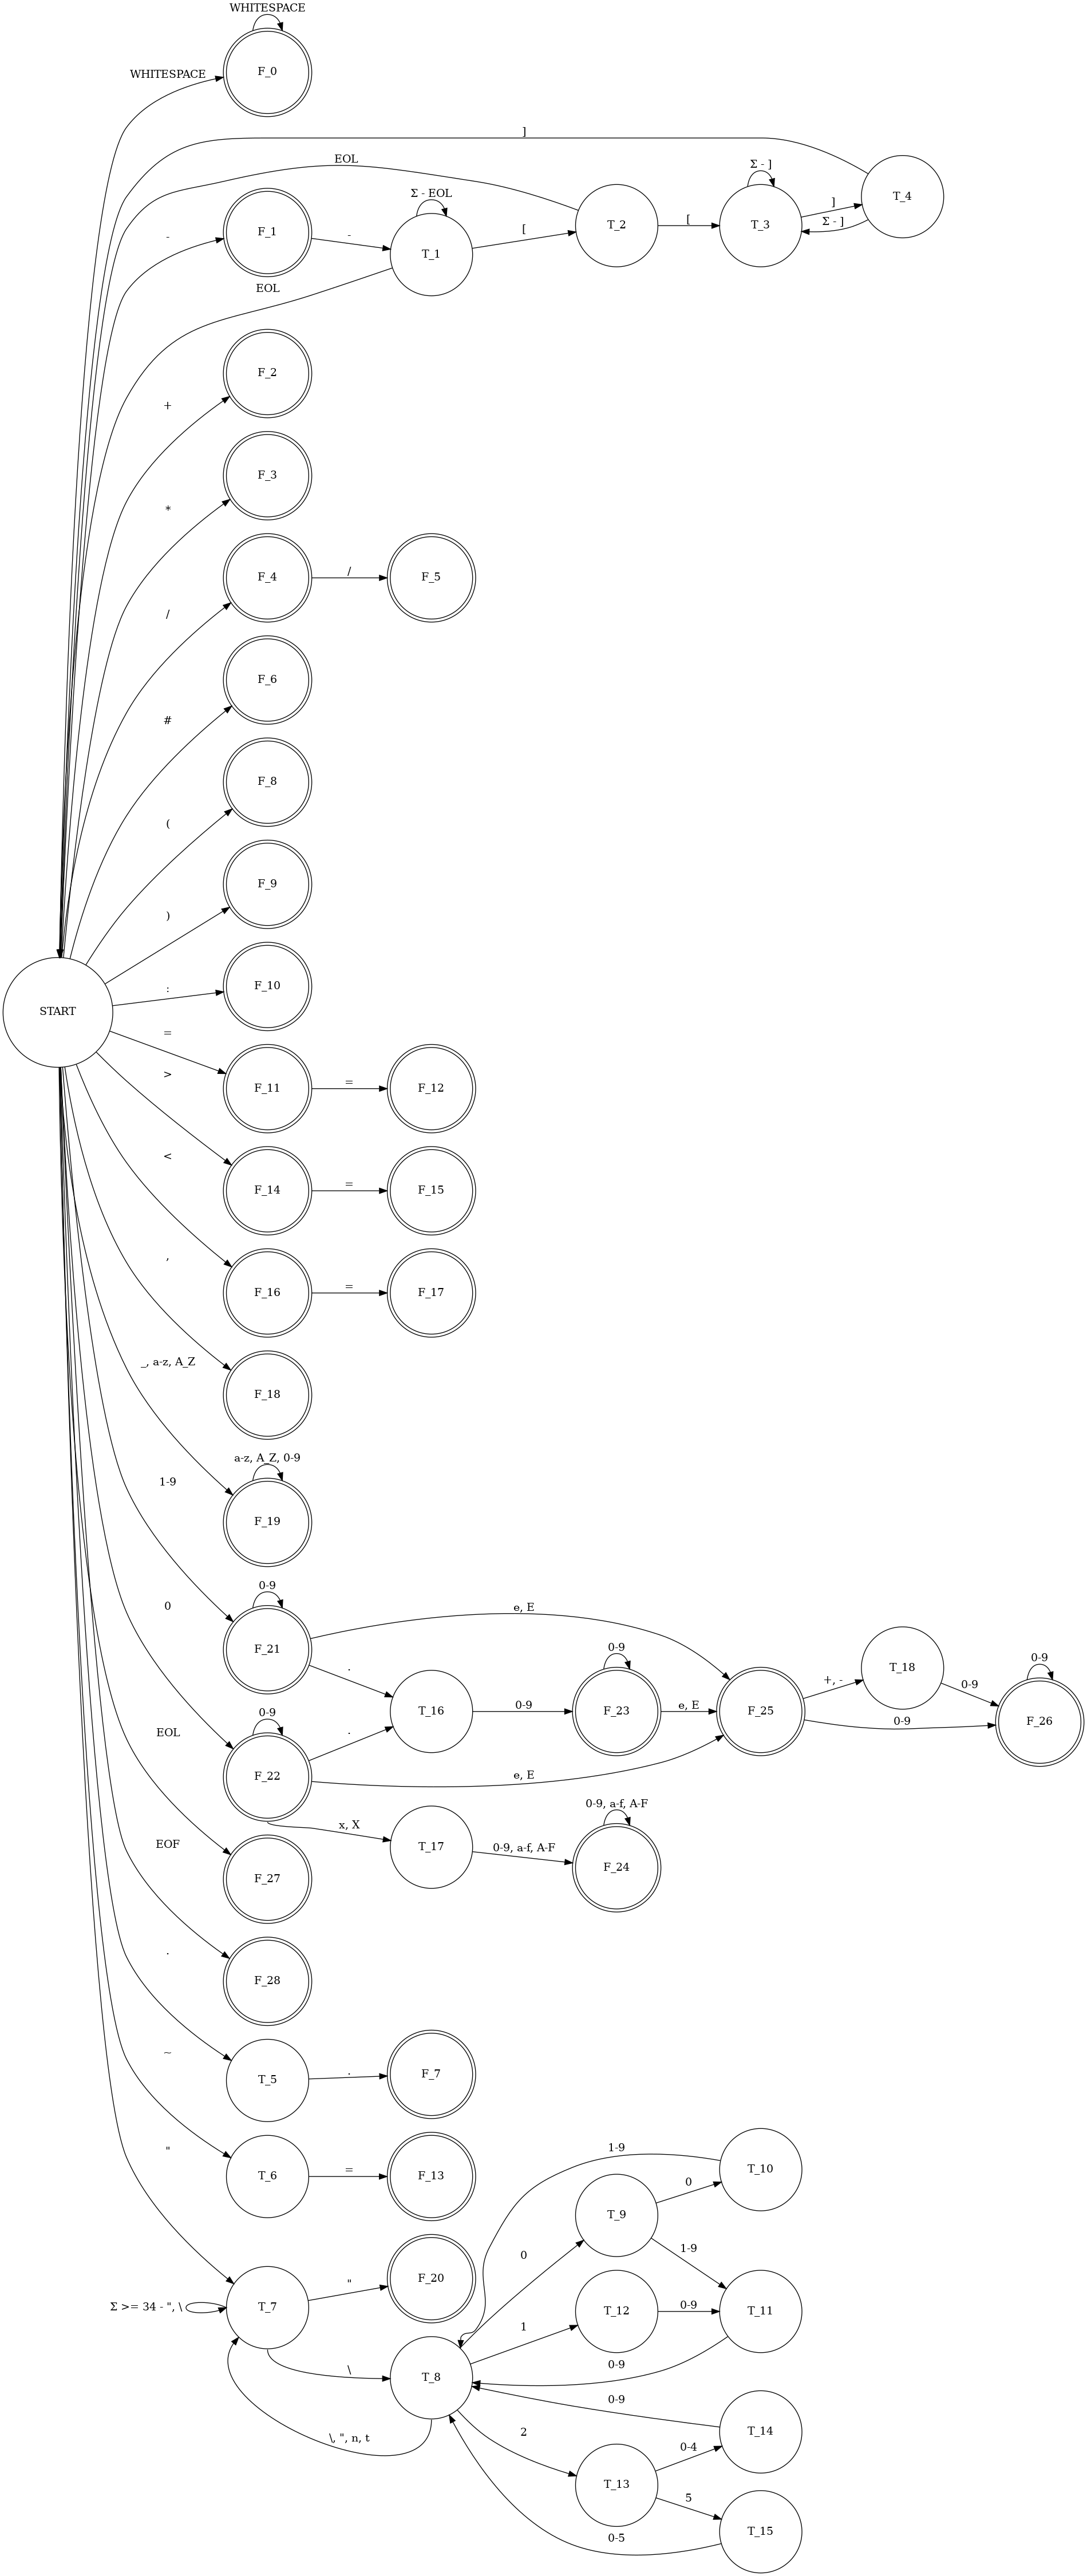 WHITESPACE
F_0
WHITESPACE
]
EOL
Σ - ]
]
T_4
Σ - ]
Σ - EOL
[
T_2
[
T_3
-
F_1
-
T_1
EOL
F_2
+
F_3
*
F_4
/
F_5
/
F_6
#
F_8
(
F_9
)
F_10
:
START
=
F_11
=
F_12
>
F_14
=
F_15
<
F_16
=
F_17
,
F_18
_, a-z, A_Z
a-z, A_Z, 0-9
F_19
1-9
0-9
F_21
e, E
.
0
T_16
0-9
0-9
F_23
e, E
F_25
+, -
T_18
0-9
0-9
0-9
F_26
EOL
0-9
F_22
.
e, E
x, X
T_17
0-9, a-f, A-F
0-9, a-f, A-F
F_24
F_27
EOF
F_28
.
T_5
.
F_7
~
T_6
=
F_13
"
Σ >= 34 - ", \
T_7
"
F_20
\
T_8
\, ", n, t
1-9
T_10
0
T_9
0
1-9
1
T_12
0-9
T_11
0-9
0-9
T_14
2
0-4
T_13
5
T_15
0-5